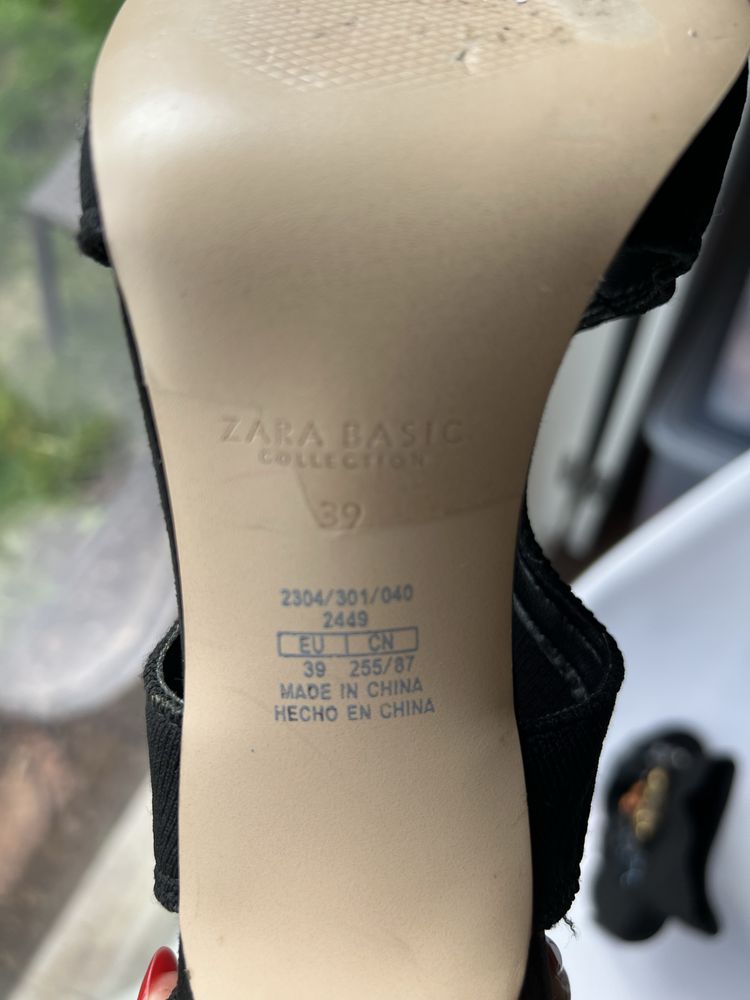 ZARA BASIC
COLLECTION
39
2304/301/040
2449
EU | CN
39 255/87
MADE IN CHINA
HECHO EN CHINA